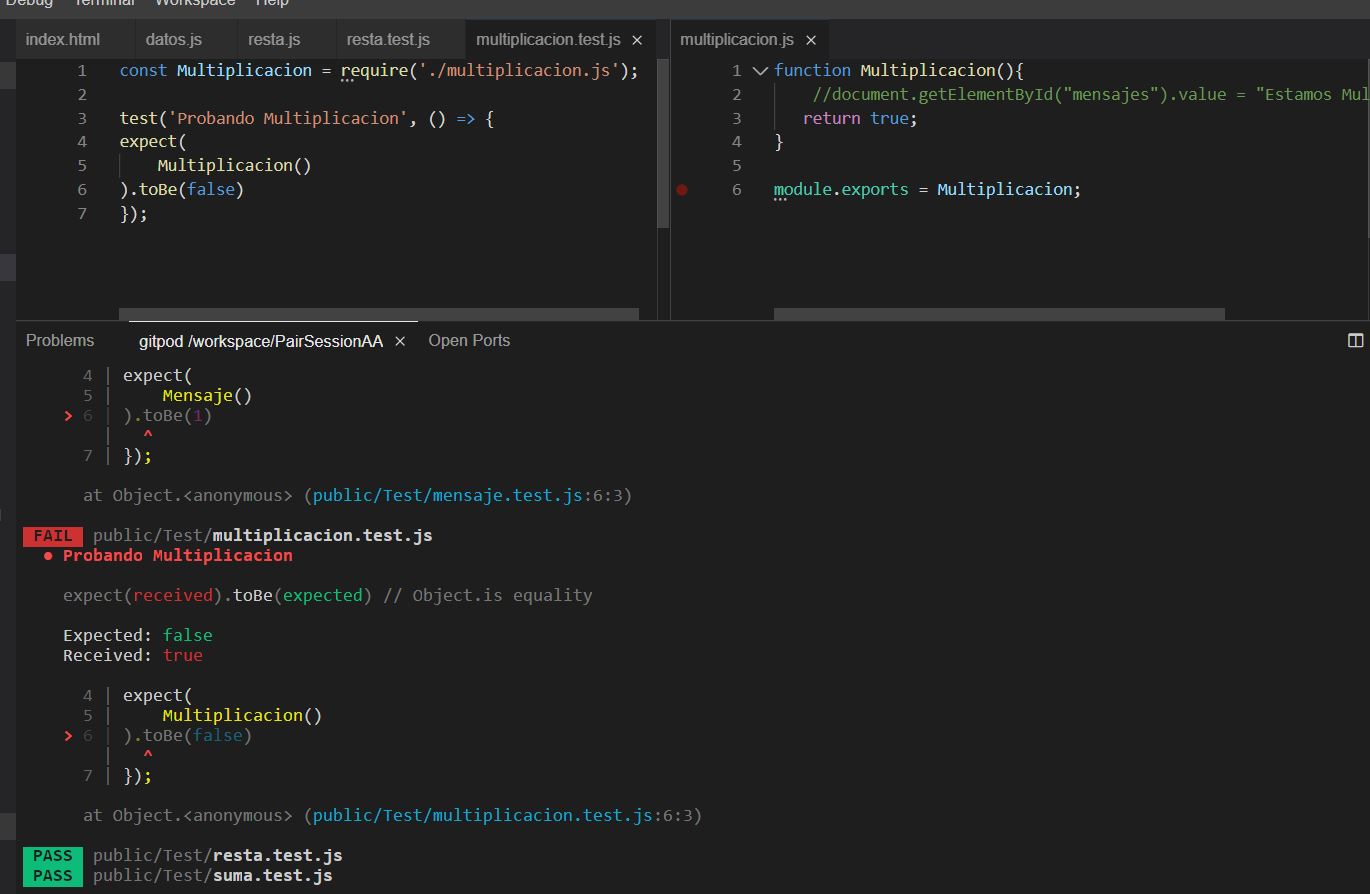 Debug Terminal Workspace Help
index.html datos.js resta.js resta.test.js multiplicacion.test.js × multiplicacion.js ×
1 const Multiplicacion = require('./multiplicacion.js');
2
3 test('Probando Multiplicacion', () => {
4 expect(
5 Multiplicacion()
6 ).toBe(false)
7 });
1 function Multiplicacion(){
2 //document.getElementById("mensajes").value = "Estamos Mul
3 return true;
4 }
5
6 module.exports = Multiplicacion;
Problems gitpod /workspace/PairSessionAA × Open Ports
4 | expect(
5 | Mensaje()
> 6 | ).toBe(1)
| ^
7 | });
at Object.<anonymous> (public/Test/mensaje.test.js:6:3)
FAIL public/Test/multiplicacion.test.js
● Probando Multiplicacion
expect(received).toBe(expected) // Object.is equality
Expected: false
Received: true
4 | expect(
5 | Multiplicacion()
> 6 | ).toBe(false)
| ^
7 | });
at Object.<anonymous> (public/Test/multiplicacion.test.js:6:3)
PASS public/Test/resta.test.js
PASS public/Test/suma.test.js